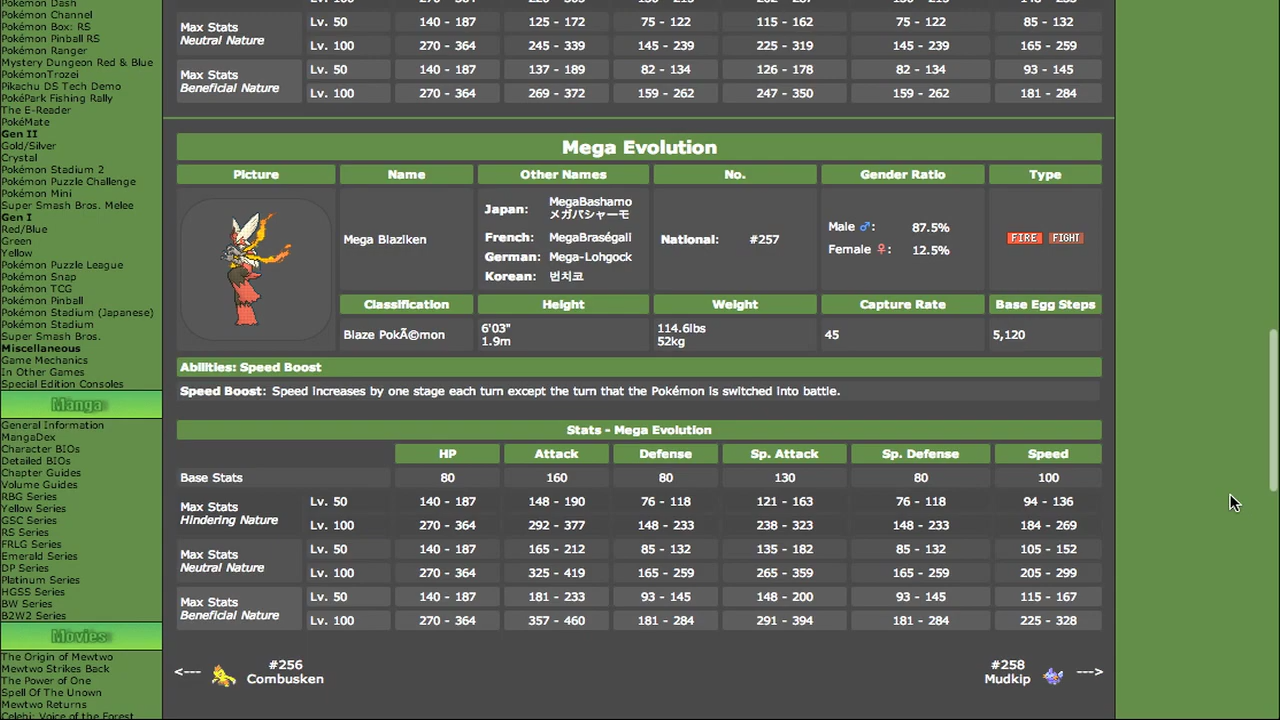 Pokémon Dash
Pokémon Channel
Pokémon Box: RS
Pokémon Pinball RS
Pokémon Ranger
Mystery Dungeon Red & Blue
PokémonTrozei
Pikachu DS Tech Demo
PokéPark Fishing Rally
The E-Reader
PokéMate
Gen II
Gold/Silver
Crystal
Pokémon Stadium 2
Pokémon Puzzle Challenge
Pokémon Mini
Super Smash Bros. Melee
Gen I
Red/Blue
Green
Yellow
Pokémon Puzzle League
Pokémon Snap
Pokémon TCG
Pokémon Pinball
Pokémon Stadium (Japanese)
Pokémon Stadium
Super Smash Bros.
Miscellaneous
Game Mechanics
In Other Games
Special Edition Consoles
Manga
General Information
MangaDex
Character BIOs
Detailed BIOs
Chapter Guides
Volume Guides
RBG Series
Yellow Series
GSC Series
RS Series
FRLG Series
Emerald Series
DP Series
Platinum Series
HGSS Series
BW Series
B2W2 Series
Movies
The Origin of Mewtwo
Mewtwo Strikes Back
The Power of One
Spell Of The Unown
Mewtwo Returns
Celebi: Voice of the Forest
Max Stats
Neutral Nature
Lv. 50 140 - 187 125 - 172 75 - 122 115 - 162 75 - 122 85 - 132
Lv. 100 270 - 364 245 - 339 145 - 239 225 - 319 145 - 239 165 - 259
Max Stats
Beneficial Nature
Lv. 50 140 - 187 137 - 189 82 - 134 126 - 178 82 - 134 93 - 145
Lv. 100 270 - 364 269 - 372 159 - 262 247 - 350 159 - 262 181 - 284
Mega Evolution
Picture Name Other Names No. Gender Ratio Type
Mega Blaziken
Japan: MegaBashamo
メガバシャーモ
French: MegaBraségali
German: Mega-Lohgock
Korean: 번치코
National: #257
Male ♂: 87.5%
Female ♀: 12.5%
FIRE FIGHT
Classification Height Weight Capture Rate Base Egg Steps
Blaze PokÃ©mon
6'03"
1.9m
114.6lbs
52kg
45
5,120
Abilities: Speed Boost
Speed Boost: Speed increases by one stage each turn except the turn that the Pokémon is switched into battle.
Stats - Mega Evolution
HP Attack Defense Sp. Attack Sp. Defense Speed
Base Stats 80 160 80 130 80 100
Max Stats
Hindering Nature
Lv. 50 140 - 187 148 - 190 76 - 118 121 - 163 76 - 118 94 - 136
Lv. 100 270 - 364 292 - 377 148 - 233 238 - 323 148 - 233 184 - 269
Max Stats
Neutral Nature
Lv. 50 140 - 187 165 - 212 85 - 132 135 - 182 85 - 132 105 - 152
Lv. 100 270 - 364 325 - 419 165 - 259 265 - 359 165 - 259 205 - 299
Max Stats
Beneficial Nature
Lv. 50 140 - 187 181 - 233 93 - 145 148 - 200 93 - 145 115 - 167
Lv. 100 270 - 364 357 - 460 181 - 284 291 - 394 181 - 284 225 - 328
<--- #256
Combusken
#258
Mudkip --->